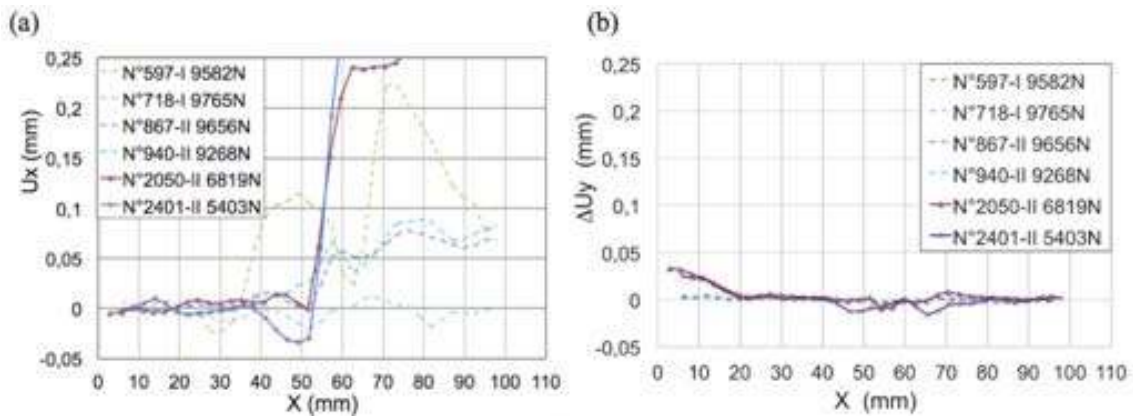 (a)
0,25
0,2
0,15
0,1
0,05
0
-0,05
Ux (mm)
N°597-I 9582N
N°718-I 9765N
N°867-II 9656N
N°940-II 9268N
N°2050-II 6819N
N°2401-II 5403N
0 10 20 30 40 50 60 70 80 90 100 110
X (mm)
(b)
0,25
0,2
0,15
0,1
0,05
0
-0,05
ΔUy (mm)
N°597-I 9582N
N°718-I 9765N
N°867-II 9656N
N°940-II 9268N
N°2050-II 6819N
N°2401-II 5403N
0 10 20 30 40 50 60 70 80 90 100 110
X (mm)